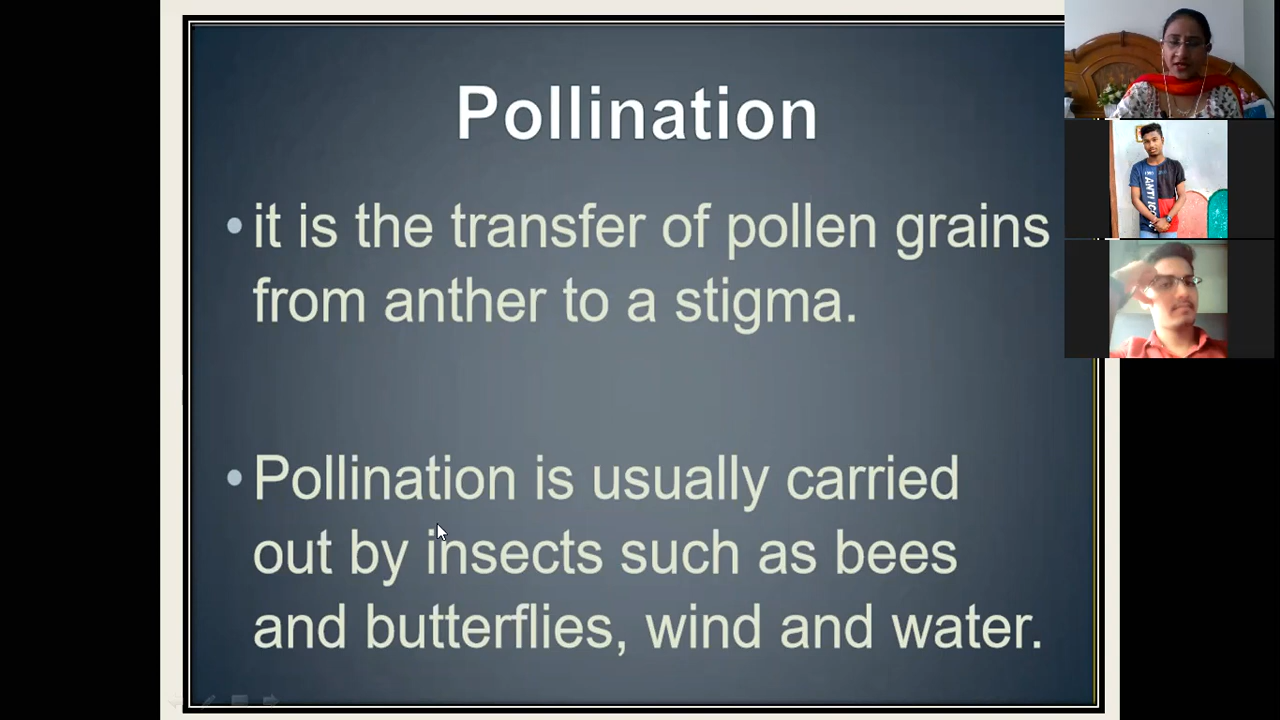 Pollination
• it is the transfer of pollen grains
from anther to a stigma.
• Pollination is usually carried
out by insects such as bees
and butterflies, wind and water.